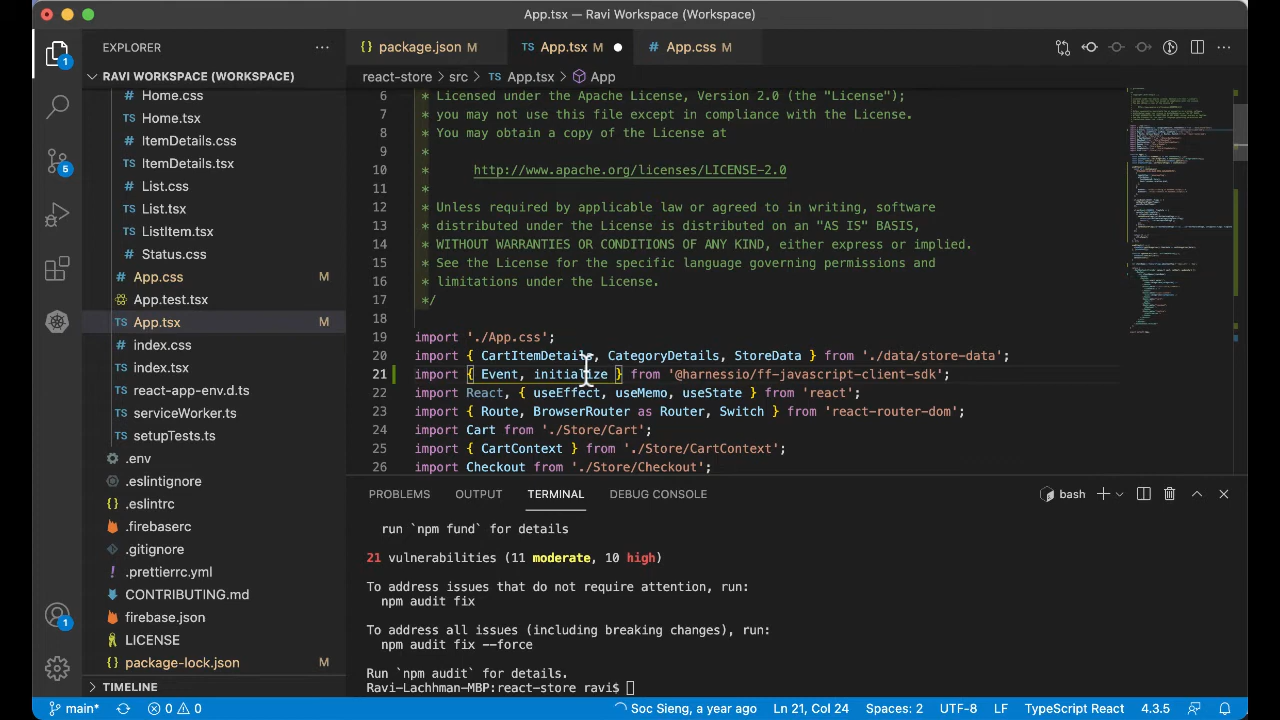 App.tsx — Ravi Workspace (Workspace)
EXPLORER
RAVI WORKSPACE (WORKSPACE)
# Home.css
TS Home.tsx
# ItemDetails.css
TS ItemDetails.tsx
# List.css
TS List.tsx
TS ListItem.tsx
# Status.css
# App.css M
App.test.tsx
TS App.tsx M
# index.css
TS index.tsx
TS react-app-env.d.ts
TS serviceWorker.ts
TS setupTests.ts
.env
.eslintignore
{} .eslintrc
.firebaserc
.gitignore
! .prettierrc.yml
CONTRIBUTING.md
firebase.json
LICENSE
{} package-lock.json M
TIMELINE
1
5
1
{} package.json M
TS App.tsx M
# App.css M
react-store > src > TS App.tsx > App
6 * Licensed under the Apache License, Version 2.0 (the "License");
7 * you may not use this file except in compliance with the License.
8 * You may obtain a copy of the License at
9 *
10 * http://www.apache.org/licenses/LICENSE-2.0
11 *
12 * Unless required by applicable law or agreed to in writing, software
13 * distributed under the License is distributed on an "AS IS" BASIS,
14 * WITHOUT WARRANTIES OR CONDITIONS OF ANY KIND, either express or implied.
15 * See the License for the specific language governing permissions and
16 * limitations under the License.
17 */
18
19 import './App.css';
20 import { CartItemDetails, CategoryDetails, StoreData } from './data/store-data';
21 import { Event, initialize } from '@harnessio/ff-javascript-client-sdk';
22 import React, { useEffect, useMemo, useState } from 'react';
23 import { Route, BrowserRouter as Router, Switch } from 'react-router-dom';
24 import Cart from './Store/Cart';
25 import { CartContext } from './Store/CartContext';
26 import Checkout from './Store/Checkout';
PROBLEMS OUTPUT TERMINAL DEBUG CONSOLE
bash
run `npm fund` for details
21 vulnerabilities (11 moderate, 10 high)
To address issues that do not require attention, run:
npm audit fix
To address all issues (including breaking changes), run:
npm audit fix --force
Run `npm audit` for details.
Ravi-Lachhman-MBP:react-store ravi$
main* 0 0 Soc Sieng, a year ago Ln 21, Col 24 Spaces: 2 UTF-8 LF TypeScript React 4.3.5